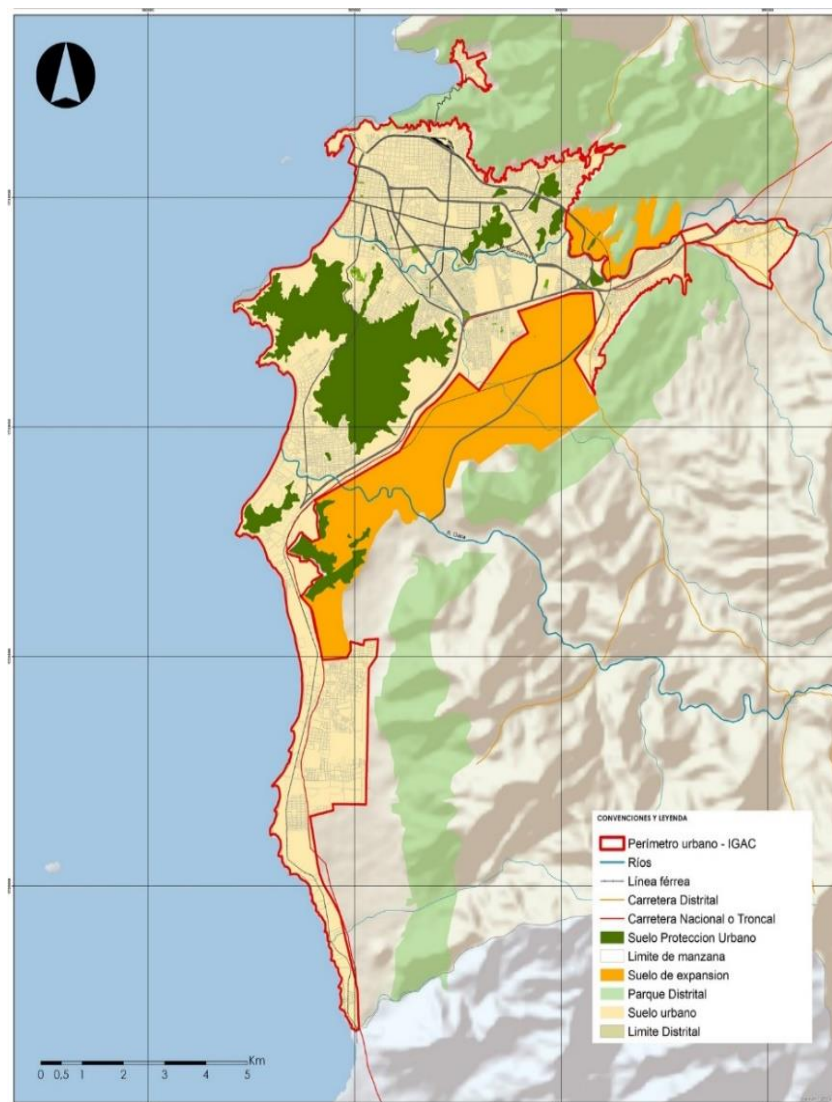 R. Gaira
CONVENCIONES Y LEYENDA
Perímetro urbano - IGAC
Ríos
Línea férrea
Carretera Distrital
Carretera Nacional o Troncal
Suelo Proteccion Urbano
Limite de manzana
Suelo de expansion
Parque Distrital
Suelo urbano
Limite Distrital
Km
0 0,5 1 2 3 4 5